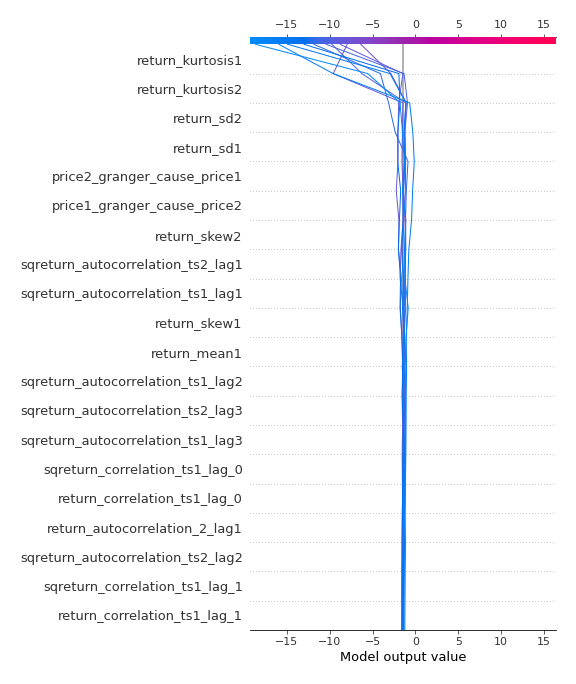 −15 −10 −5 0 5 10 15
return_kurtosis1
return_kurtosis2
return_sd2
return_sd1
price2_granger_cause_price1
price1_granger_cause_price2
return_skew2
sqreturn_autocorrelation_ts2_lag1
sqreturn_autocorrelation_ts1_lag1
return_skew1
return_mean1
sqreturn_autocorrelation_ts1_lag2
sqreturn_autocorrelation_ts2_lag3
sqreturn_autocorrelation_ts1_lag3
sqreturn_correlation_ts1_lag_0
return_correlation_ts1_lag_0
return_autocorrelation_2_lag1
sqreturn_autocorrelation_ts2_lag2
sqreturn_correlation_ts1_lag_1
return_correlation_ts1_lag_1
−15 −10 −5 0 5 10 15
Model output value